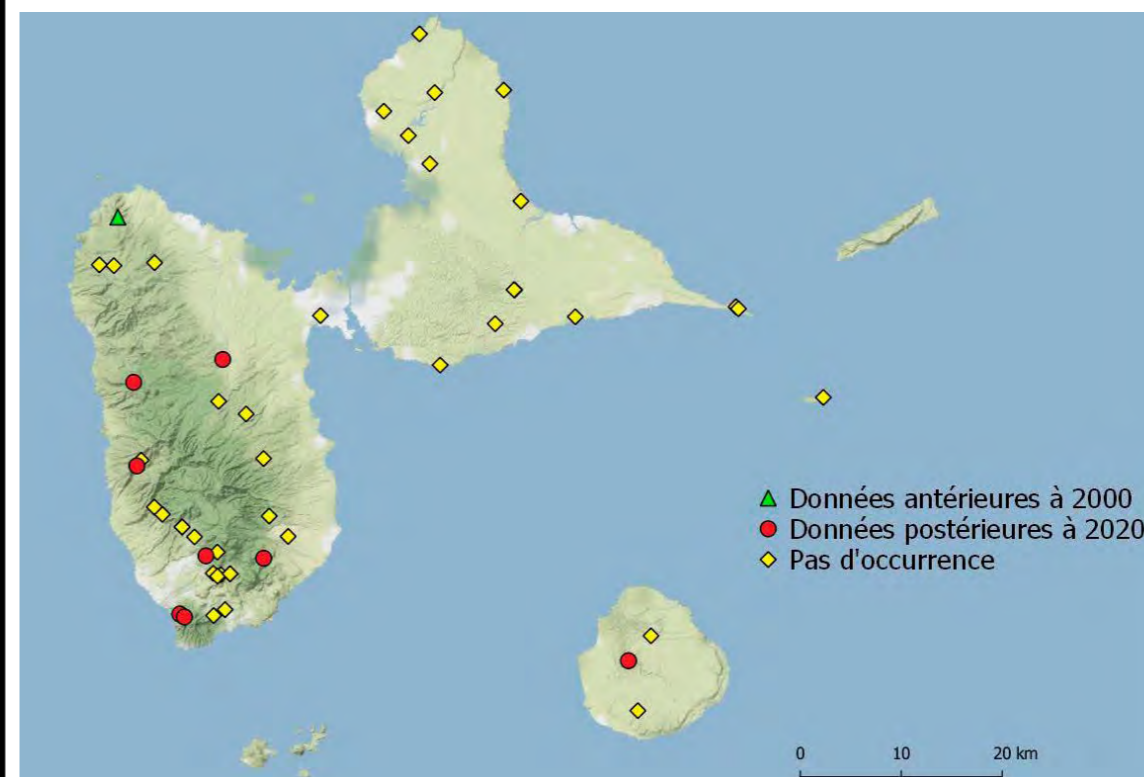 Données antérieures à 2000
Données postérieures à 2020
Pas d'occurrence
0 10 20 km